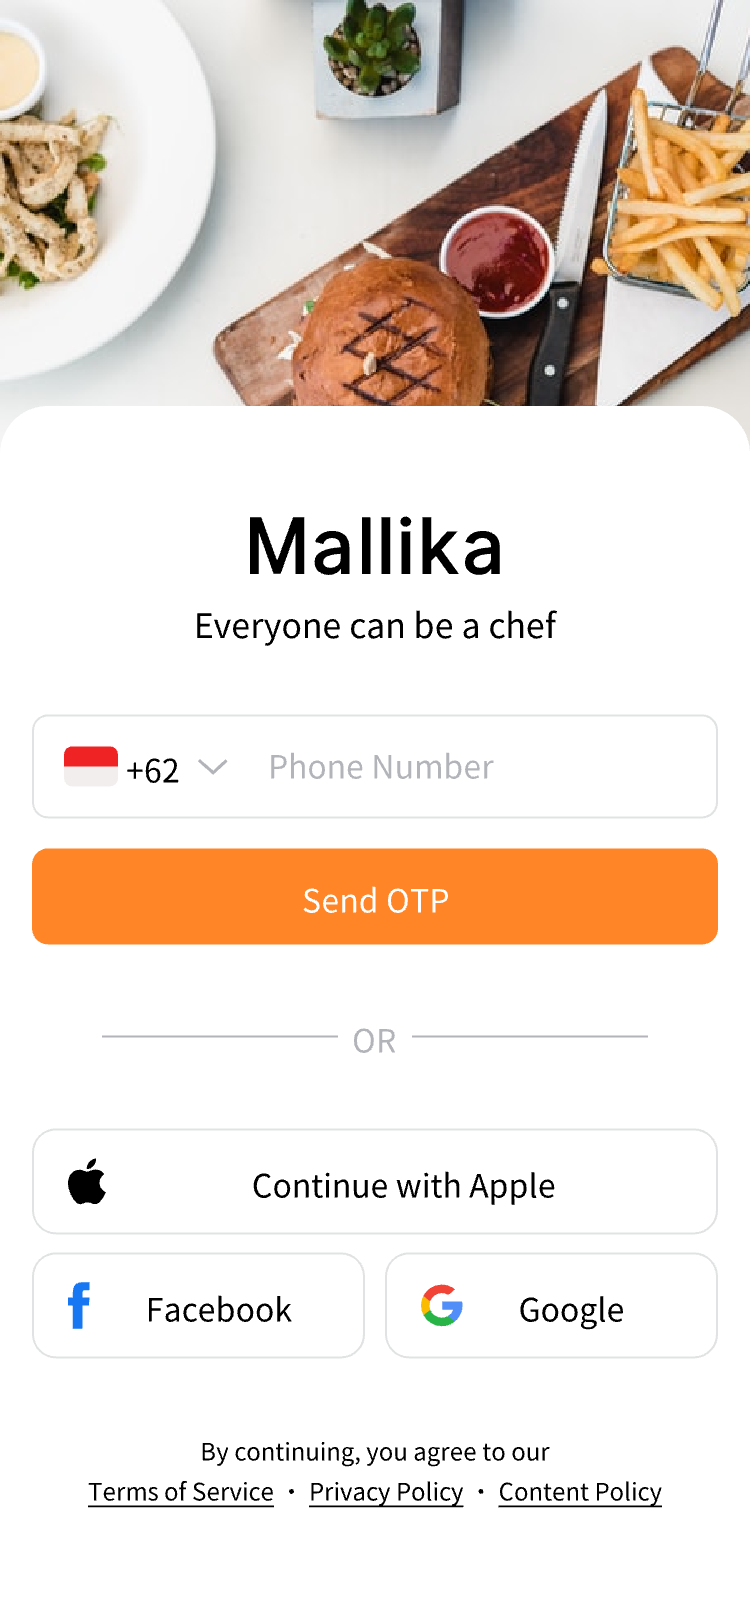 Mallika
Everyone can be a chef
+62 Phone Number
Send OTP
OR
Continue with Apple
Facebook
Google
By continuing, you agree to our
Terms of Service • Privacy Policy • Content Policy